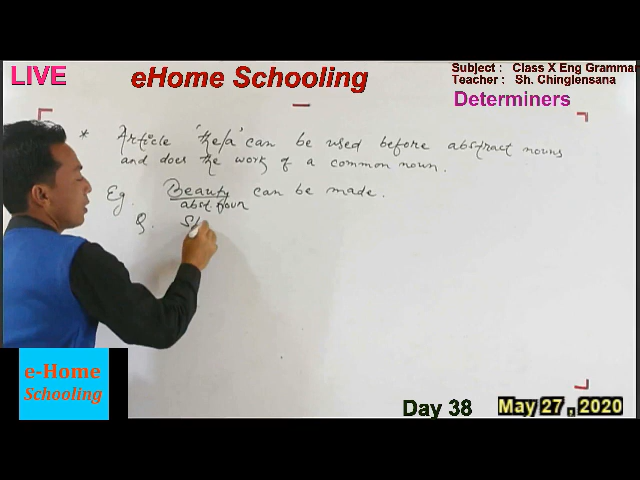 LIVE
eHome Schooling
Subject : Class X Eng Grammar
Teacher : Sh. Chinglensana
Determiners
* Article 'the/a' can be used before abstract nouns
and does the work of a common noun.
Eg. Beauty can be made.
abst. noun
Q. Sh
e-Home
Schooling
Day 38
May 27 , 2020